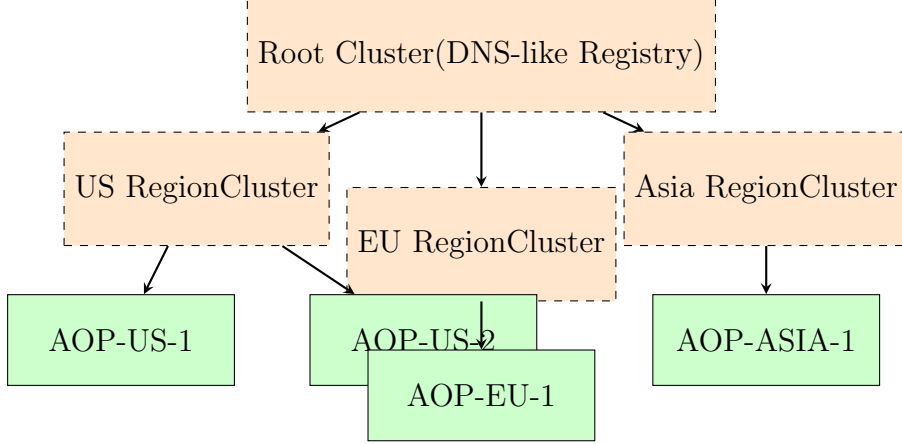 Root Cluster(DNS-like Registry)
US RegionCluster
EU RegionCluster
Asia RegionCluster
AOP-US-1
AOP-US-2
AOP-EU-1
AOP-ASIA-1